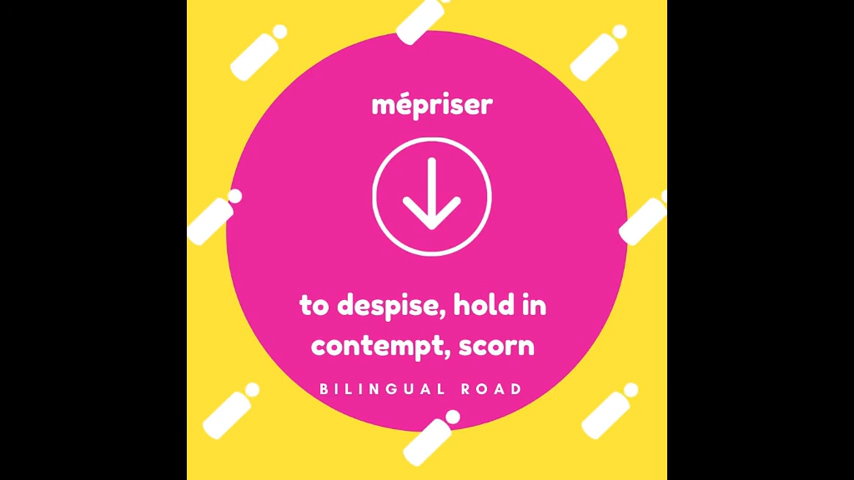 mépriser
to despise, hold in
contempt, scorn
BILINGUAL ROAD